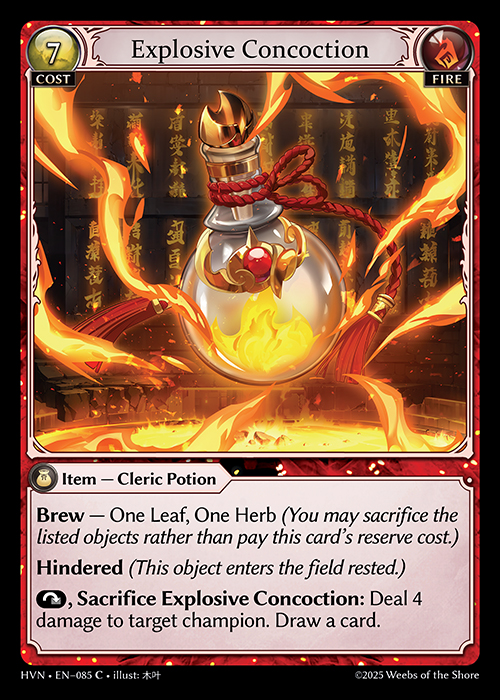 7
COST
Explosive Concoction
FIRE
Item — Cleric Potion
Brew — One Leaf, One Herb (You may sacrifice the
listed objects rather than pay this card's reserve cost.)
Hindered (This object enters the field rested.)
, Sacrifice Explosive Concoction: Deal 4
damage to target champion. Draw a card.
HVN • EN–085 C • illust: 木叶
©2025 Weebs of the Shore